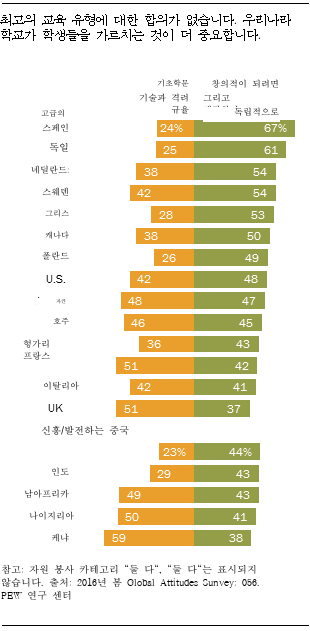 최고의 교육 유형에 대한 합의가 없습니다. 우리나라
학교가 학생들을 가르치는 것이 더 중요합니다.
기초학문 창의적이 되려면
기술과 격려 그리고
규율 독립적으로
고급의
스페인 24% 67%
독일 25 61
네덜란드 38 54
스웨덴 42 54
그리스 28 53
캐나다 38 50
폴란드 26 49
U.S. 42 48
48 47
호주 46 45
헝가리 36 43
프랑스 51 42
이탈리아 42 41
UK 51 37
신흥/발전하는 중국
23% 44%
인도 29 43
남아프리카 49 43
나이지리아 50 41
케냐 59 38
참고: 자원 봉사 카테고리 "둘 다", "둘 다"는 표시되지
않습니다. 출처: 2016년 봄 Global Attitudes Survey: Q56.
PEW 연구 센터